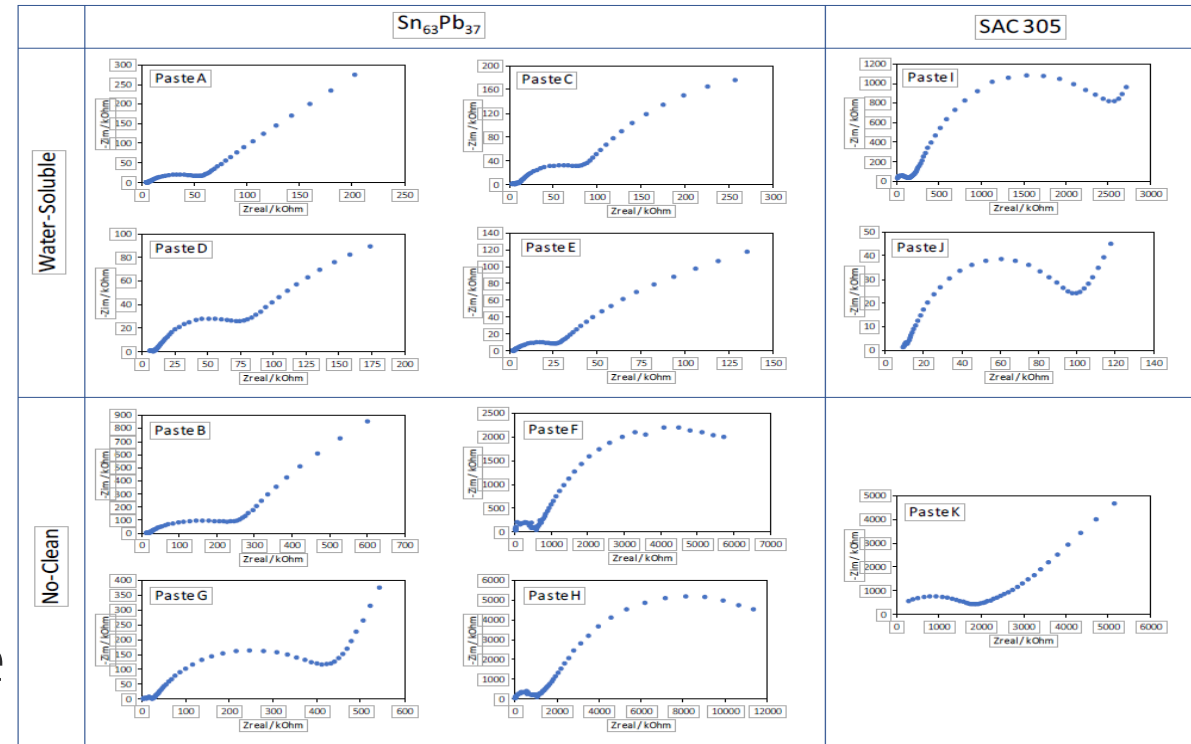 Sn₆₃Pb₃₇
SAC 305
Water-Soluble
Paste A
-Zim / kOhm
300
250
200
150
100
50
0
0 50 100 150 200 250
Zreal / kOhm
Paste C
-Zim / kOhm
200
160
120
80
40
0
0 50 100 150 200 250 300
Zreal / kOhm
Paste I
-Zim / kOhm
1200
1000
800
600
400
200
0
0 500 1000 1500 2000 2500 3000
Zreal / kOhm
Paste D
-Zim / kOhm
100
80
60
40
20
0
0 25 50 75 100 125 150 175 200
Zreal / kOhm
Paste E
-Zim / kOhm
140
120
100
80
60
40
20
0
0 25 50 75 100 125 150
Zreal / kOhm
Paste J
-Zim / kOhm
50
40
30
20
10
0
0 20 40 60 80 100 120 140
Zreal / kOhm
No-Clean
Paste B
-Zim / kOhm
900
800
700
600
500
400
300
200
100
0
0 100 200 300 400 500 600 700
Zreal / kOhm
Paste F
-Zim / kOhm
2500
2000
1500
1000
500
0
0 1000 2000 3000 4000 5000 6000 7000
Zreal / kOhm
Paste K
-Zim / kOhm
5000
4000
3000
2000
1000
0
0 1000 2000 3000 4000 5000 6000
Zreal / kOhm
Paste G
-Zim / kOhm
400
350
300
250
200
150
100
50
0
0 100 200 300 400 500 600
Zreal / kOhm
Paste H
-Zim / kOhm
6000
5000
4000
3000
2000
1000
0
0 2000 4000 6000 8000 10000 12000
Zreal / kOhm